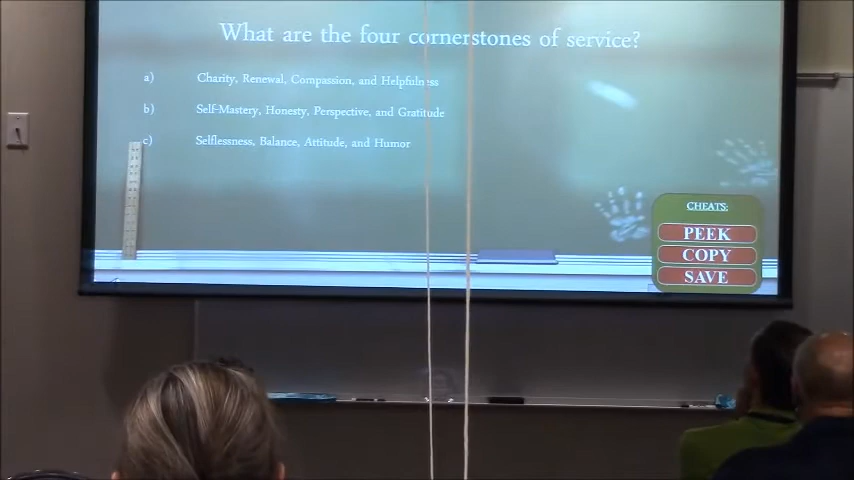 What are the four cornerstones of service?
a) Charity, Renewal, Compassion, and Helpfulness
b) Self-Mastery, Honesty, Perspective, and Gratitude
c) Selflessness, Balance, Attitude, and Humor
CHEATS:
PEEK
COPY
SAVE